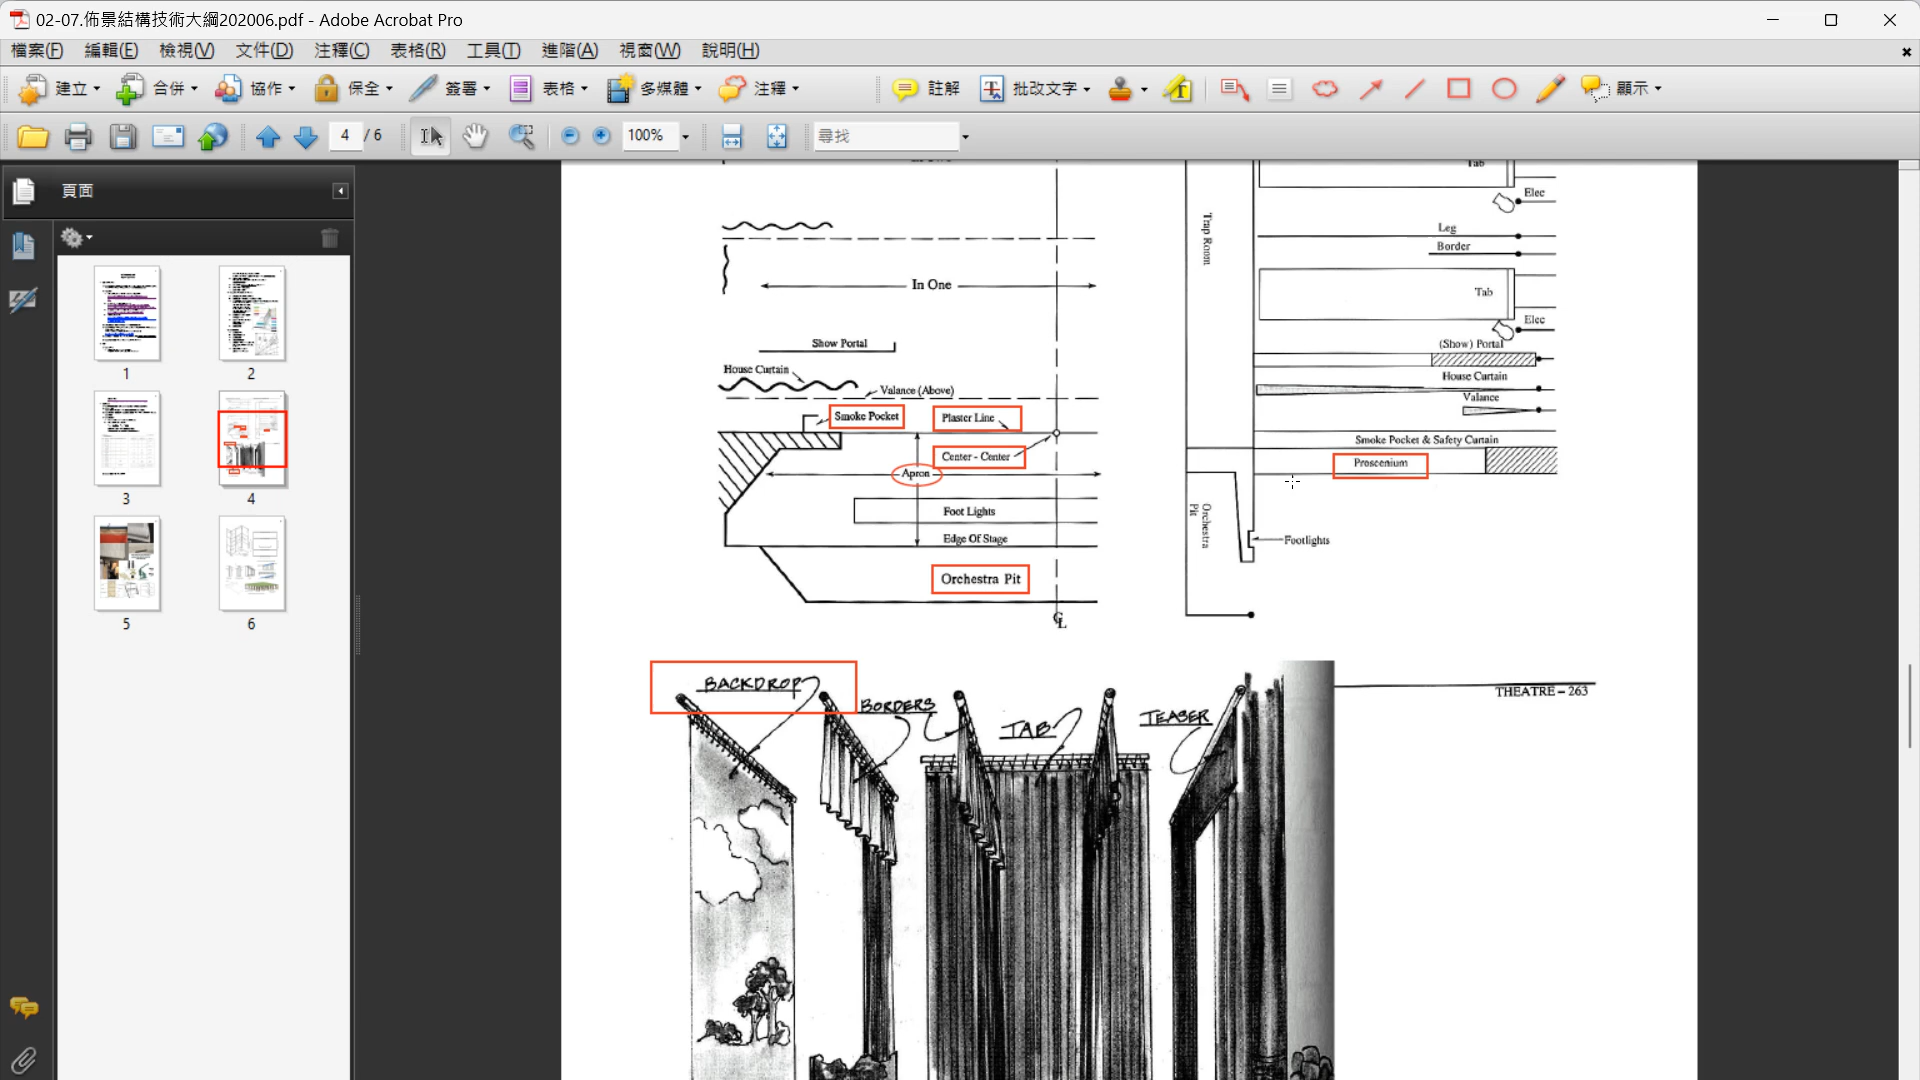 02-07.佈景結構技術大綱202006.pdf - Adobe Acrobat Pro
檔案(F) 編輯(E) 檢視(V) 文件(D) 注釋(C) 表格(R) 工具(T) 進階(A) 視窗(W) 說明(H)
建立 合併 協作 保全 簽署 表格 多媒體 注釋 註解 批改文字 顯示
4 / 6 100% 尋找
頁面
1 2
3 4
5 6
Tab
Elec
Trap Room
Leg
Border
In One
Tab
Elec
Show Portal
(Show) Portal
House Curtain
House Curtain
Valance (Above)
Valance
Smoke Pocket
Plaster Line
Smoke Pocket & Safety Curtain
Center - Center
Proscenium
Apron
Foot Lights
Orchestra Pit
Edge Of Stage
Footlights
Orchestra Pit
CL
BACKDROP
BORDERS
TAB
TEASER
THEATRE – 263